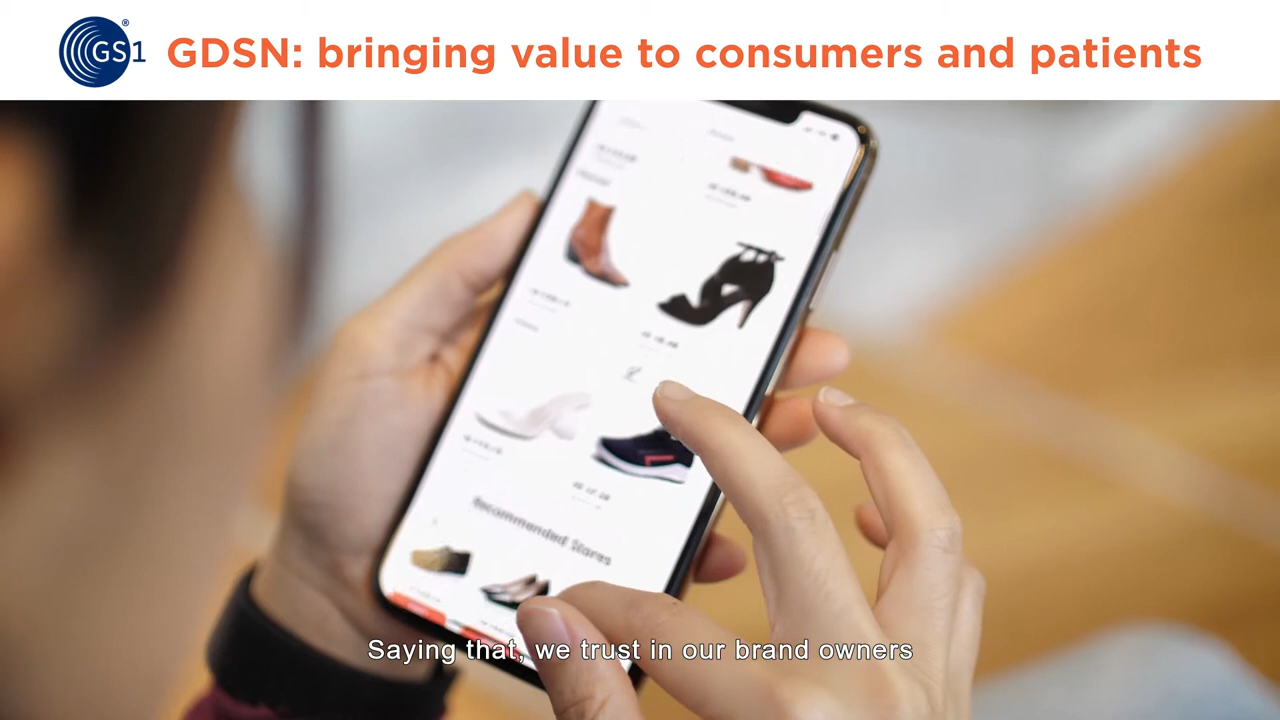 GS1
GDSN: bringing value to consumers and patients
Recommended Stores
Saying that, we trust in our brand owners